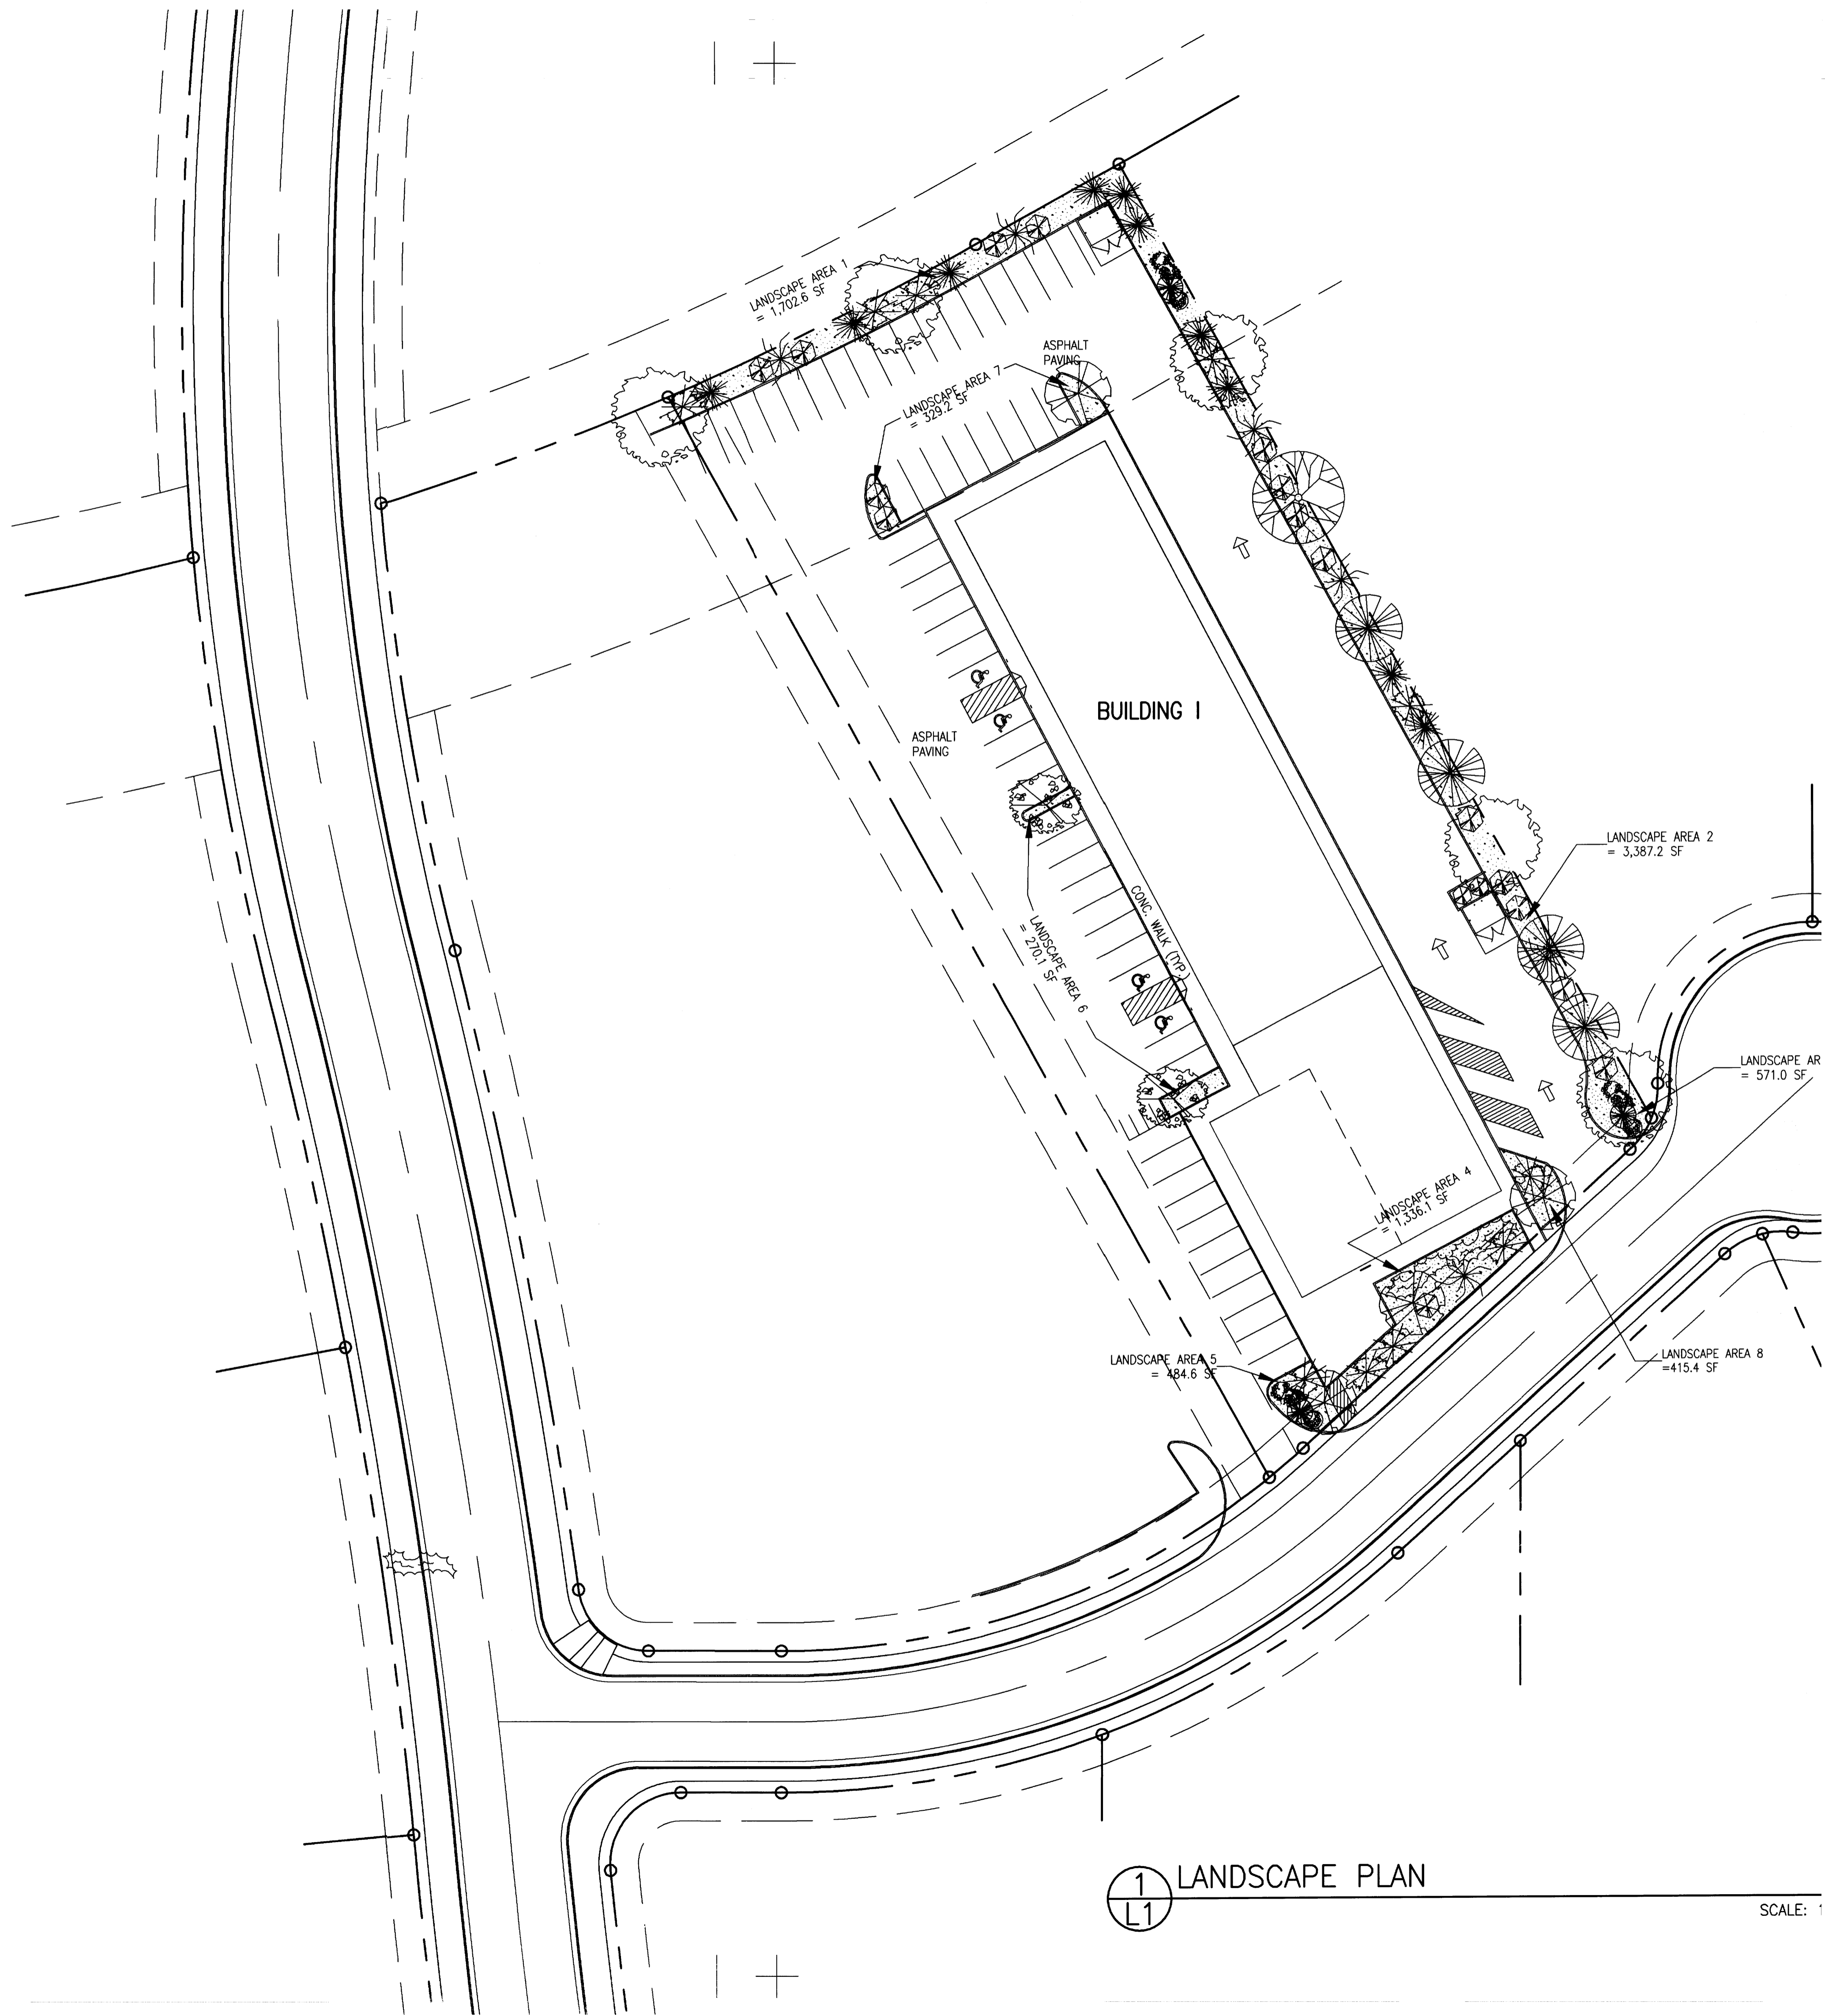 LANDSCAPE AREA 1
= 1,702.6 SF
ASPHALT
PAVING
LANDSCAPE AREA 7
= 329.2 SF
BUILDING 1
ASPHALT
PAVING
LANDSCAPE AREA 2
= 3,387.2 SF
CONC. WALK (TYP.)
LANDSCAPE AREA 6
= 270.1 SF
LANDSCAPE AR
= 571.0 SF
LANDSCAPE AREA 4
= 1,336.1 SF
LANDSCAPE AREA 5
= 484.6 SF
LANDSCAPE AREA 8
=415.4 SF
1
L1
LANDSCAPE PLAN
SCALE: 1